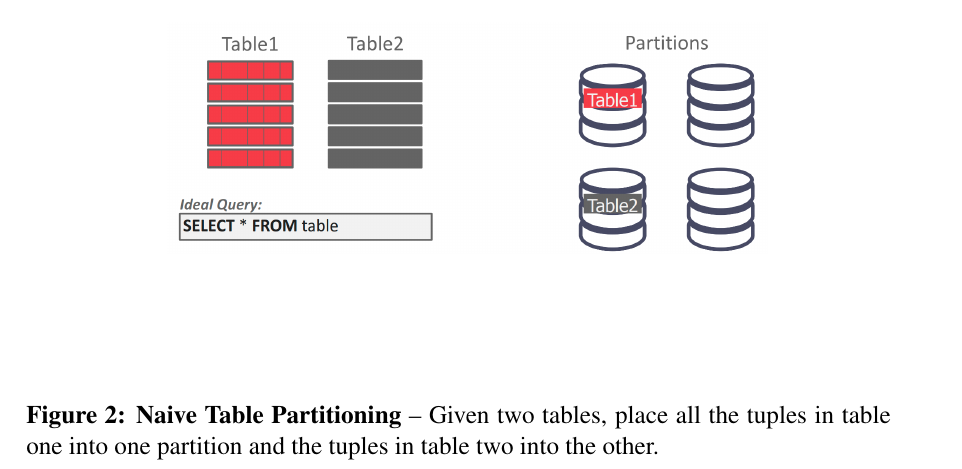 Table1 Table2 Partitions
Table1
Table2
Ideal Query:
SELECT * FROM table
Figure 2: Naive Table Partitioning – Given two tables, place all the tuples in table
one into one partition and the tuples in table two into the other.